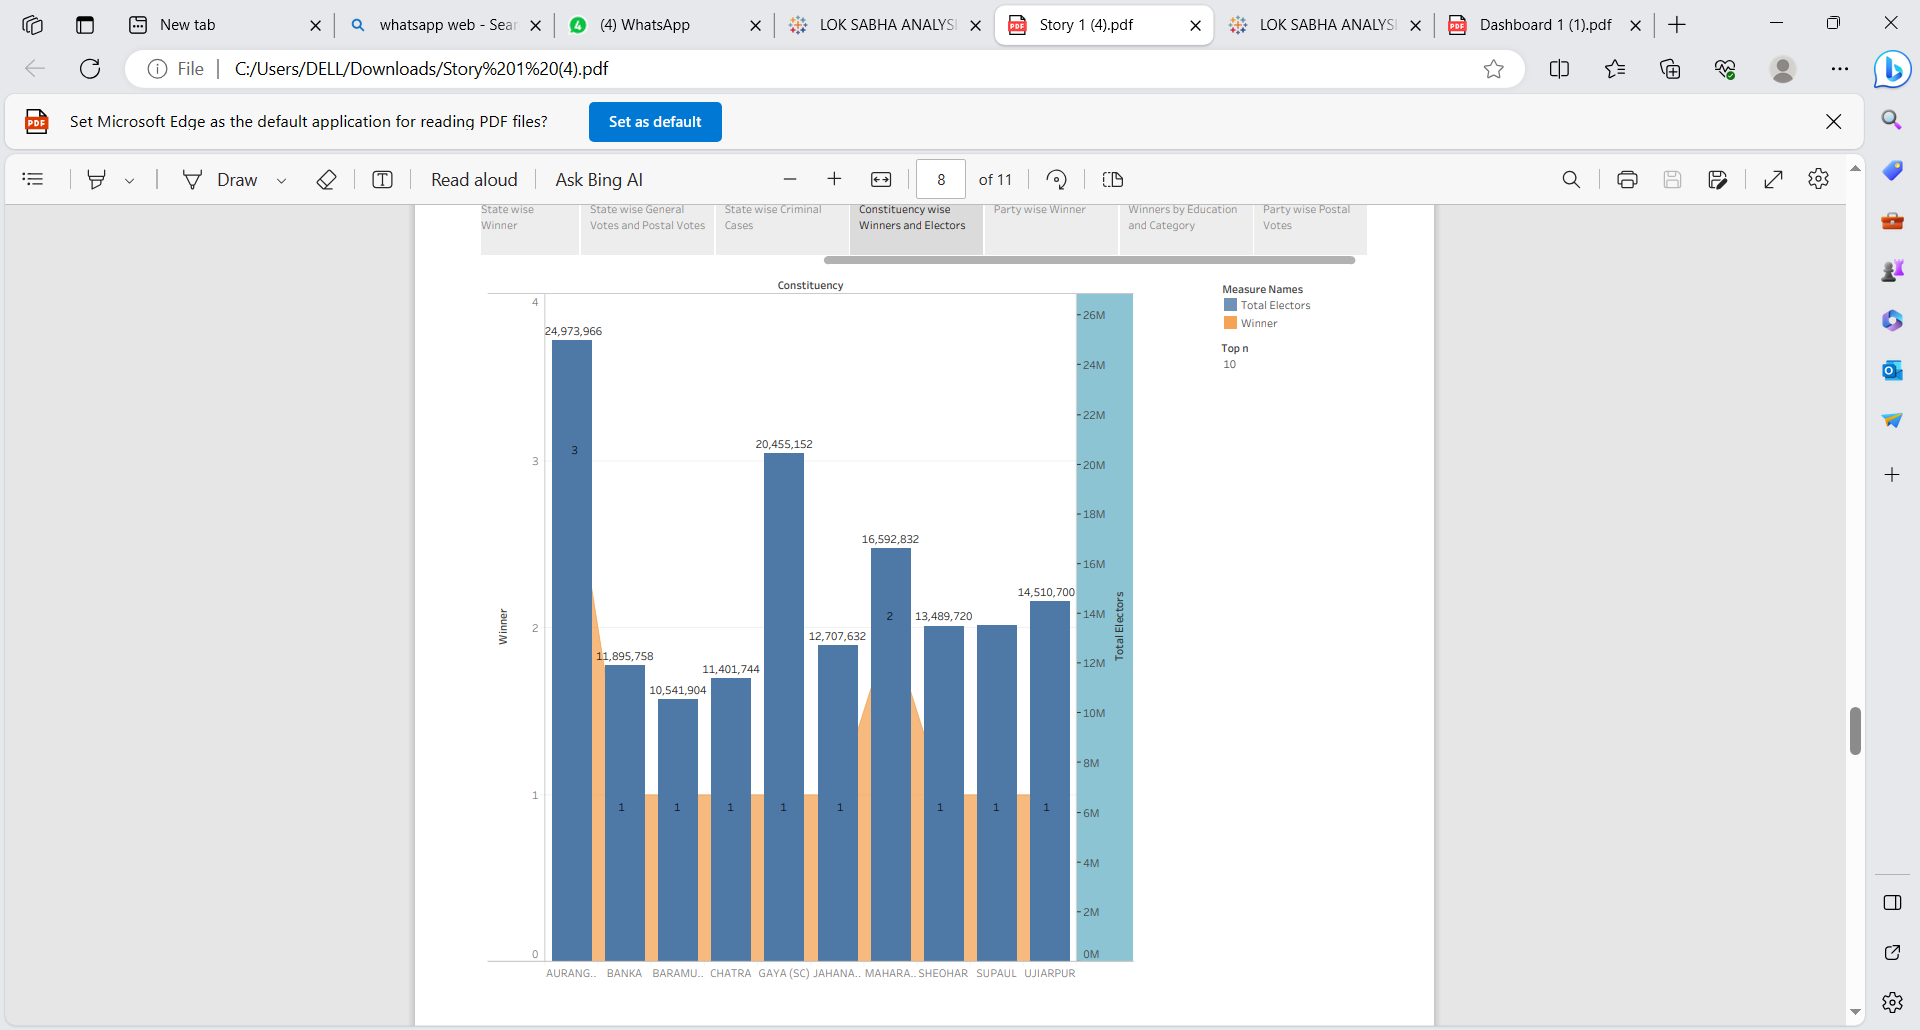 New tab
whatsapp web - Sear
(4) WhatsApp
LOK SABHA ANALYSI
Story 1 (4).pdf
LOK SABHA ANALYSI
Dashboard 1 (1).pdf
File
C:/Users/DELL/Downloads/Story%201%20(4).pdf
Set Microsoft Edge as the default application for reading PDF files?
Set as default
Draw
Read aloud
Ask Bing AI
8
of 11
State wise
Winner
State wise General
Votes and Postal Votes
State wise Criminal
Cases
Constituency wise
Winners and Electors
Party wise Winner
Winners by Education
and Category
Party wise Postal
Votes
Constituency
Measure Names
Total Electors
Winner
Top n
10
4
3
2
1
0
Winner
24,973,966
11,895,758
10,541,904
11,401,744
20,455,152
12,707,632
16,592,832
13,489,720
14,510,700
3
1
1
1
1
1
2
1
1
1
26M
24M
22M
20M
18M
16M
14M
12M
10M
8M
6M
4M
2M
0M
Total Electors
AURANG.. BANKA BARAMU.. CHATRA GAYA (SC) JAHANA.. MAHARA.. SHEOHAR SUPAUL UJIARPUR